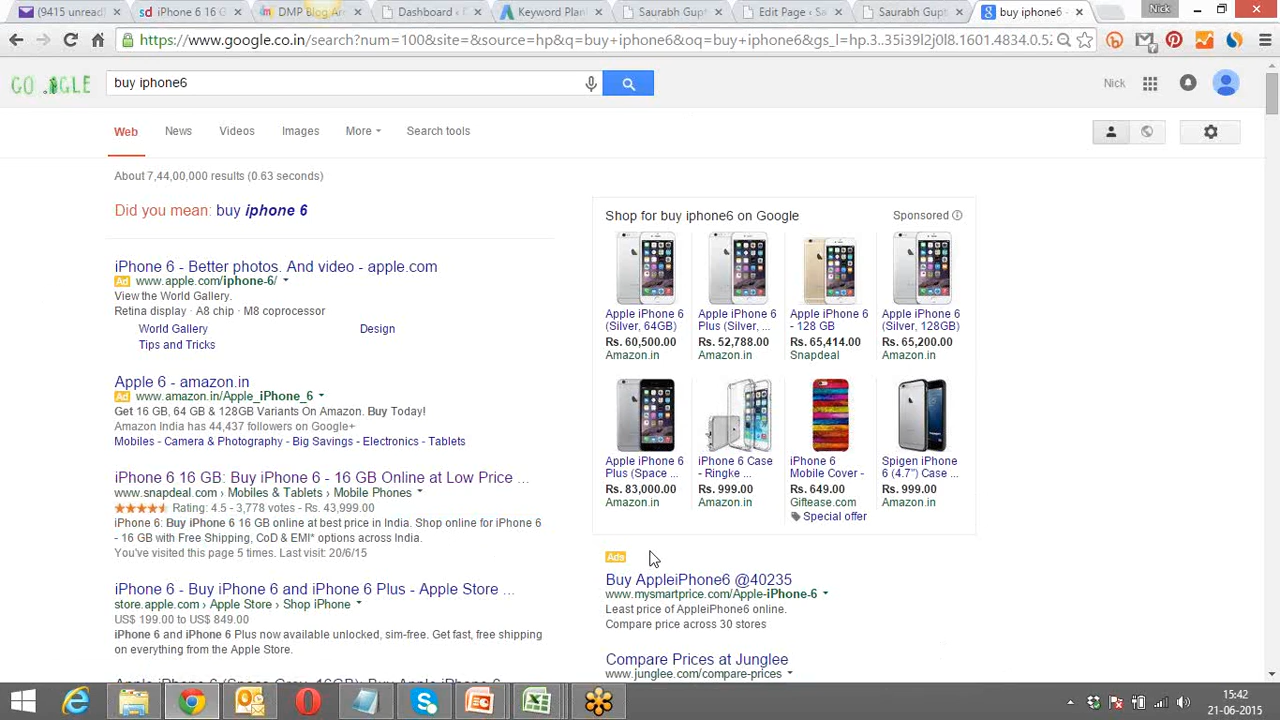 (9415 unread)
iPhone 6 16 G
DMP Blog An
Dashboard <
Keyword Plan
Saurabh Gupt
Edit Page < Sa
Saurabh Gupt
buy iphone6 -
Nick
https://www.google.co.in/search?num=100&site=&source=hp&q=buy+iphone6&oq=buy+iphone6&gs_l=hp.3..35i39l2j0l8.1601.4834.0.52
GO GLE
buy iphone6
Nick
Web
News
Videos
Images
More
Search tools
About 7,44,00,000 results (0.63 seconds)
Did you mean: buy iphone 6
iPhone 6 - Better photos. And video - apple.com
Ad www.apple.com/iphone-6/
View the World Gallery.
Retina display · A8 chip · M8 coprocessor
World Gallery
Design
Tips and Tricks
Apple 6 - amazon.in
Ad www.amazon.in/Apple_iPhone_6
Get 16 GB, 64 GB & 128GB Variants On Amazon. Buy Today!
Amazon India has 44,437 followers on Google+
Mobiles - Camera & Photography - Big Savings - Electronics - Tablets
iPhone 6 16 GB: Buy iPhone 6 - 16 GB Online at Low Price ...
www.snapdeal.com › Mobiles & Tablets › Mobile Phones
Rating: 4.5 - 3,778 votes - Rs. 43,999.00
iPhone 6: Buy iPhone 6 16 GB online at best price in India. Shop online for iPhone 6
- 16 GB with Free Shipping, CoD & EMI* options across India.
You've visited this page 5 times. Last visit: 20/6/15
iPhone 6 - Buy iPhone 6 and iPhone 6 Plus - Apple Store ...
store.apple.com › Apple Store › Shop iPhone
US$ 199.00 to US$ 849.00
iPhone 6 and iPhone 6 Plus now available unlocked, sim-free. Get fast, free shipping
on everything from the Apple Store.
Shop for buy iphone6 on Google
Sponsored
Apple iPhone 6
(Silver, 64GB)
Rs. 60,500.00
Amazon.in
Apple iPhone 6
Plus (Silver, ...
Rs. 52,788.00
Amazon.in
Apple iPhone 6
- 128 GB
Rs. 65,414.00
Snapdeal
Apple iPhone 6
(Silver, 128GB)
Rs. 65,200.00
Amazon.in
Apple iPhone 6
Plus (Space ...
Rs. 83,000.00
Amazon.in
iPhone 6 Case
- Ringke ...
Rs. 999.00
Amazon.in
iPhone 6
Mobile Cover -
Rs. 649.00
Giftease.com
Special offer
Spigen iPhone
6 (4.7") Case ...
Rs. 999.00
Amazon.in
Ads
Buy AppleiPhone6 @40235
www.mysmartprice.com/Apple-iPhone-6
Least price of AppleiPhone6 online.
Compare price across 30 stores
Compare Prices at Junglee
www.junglee.com/compare-prices
15:42
21-06-2015